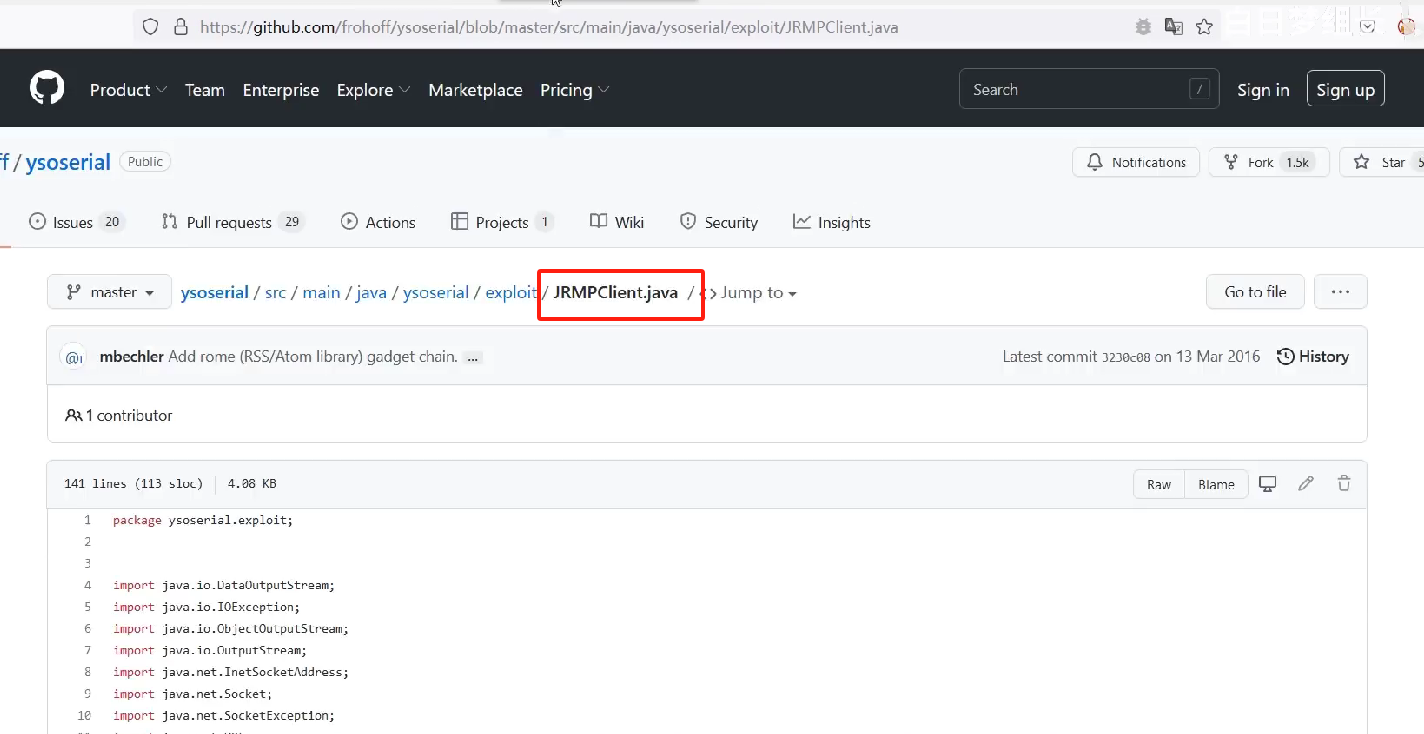 https://github.com/frohoff/ysoserial/blob/master/src/main/java/ysoserial/exploit/JRMPClient.java
白日梦组长
Product Team Enterprise Explore Marketplace Pricing Search / Sign in Sign up
ff / ysoserial Public Notifications Fork 1.5k Star 5
Issues 20 Pull requests 29 Actions Projects 1 Wiki Security Insights
master ysoserial / src / main / java / ysoserial / exploit / JRMPClient.java / <> Jump to Go to file ...
@ mbechler Add rome (RSS/Atom library) gadget chain. ... Latest commit 3230c08 on 13 Mar 2016 History
1 contributor
141 lines (113 sloc) 4.08 KB Raw Blame
1 package ysoserial.exploit;
2
3
4 import java.io.DataOutputStream;
5 import java.io.IOException;
6 import java.io.ObjectOutputStream;
7 import java.io.OutputStream;
8 import java.net.InetSocketAddress;
9 import java.net.Socket;
10 import java.net.SocketException;